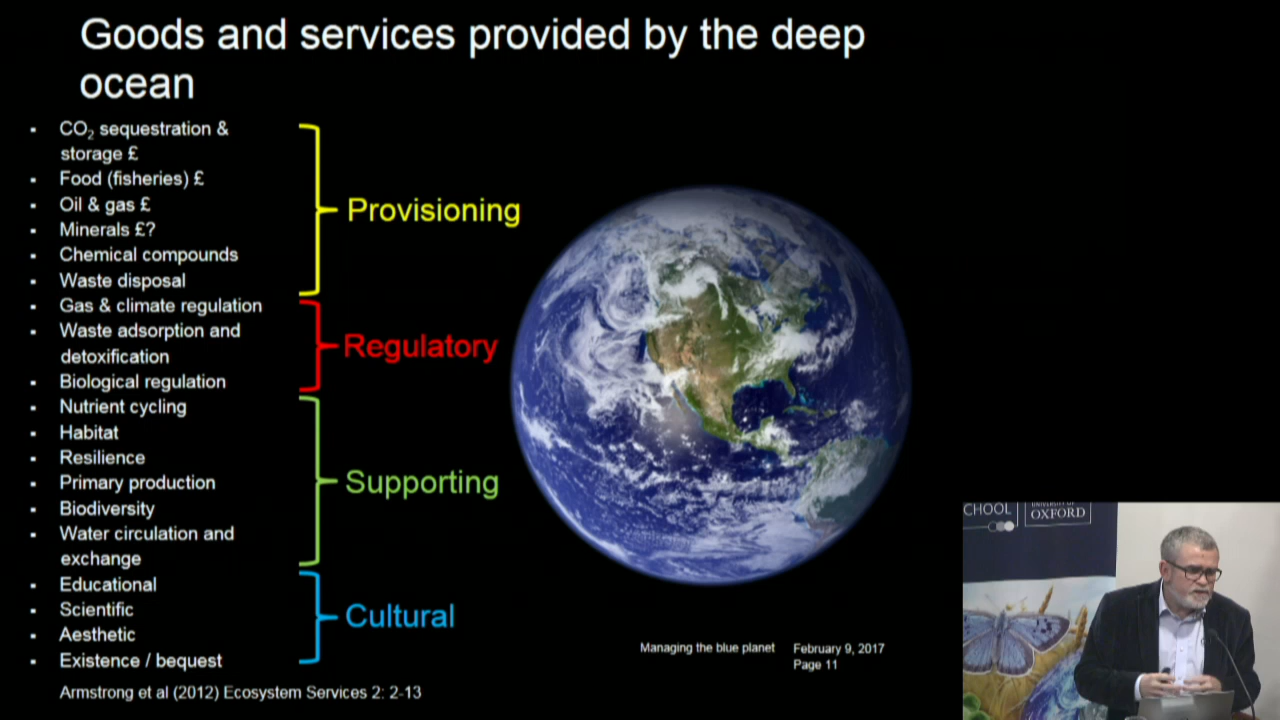 Goods and services provided by the deep
ocean
▪ CO₂ sequestration &
storage £
▪ Food (fisheries) £
▪ Oil & gas £
▪ Minerals £?
▪ Chemical compounds
▪ Waste disposal
▪ Gas & climate regulation
▪ Waste adsorption and
detoxification
▪ Biological regulation
▪ Nutrient cycling
▪ Habitat
▪ Resilience
▪ Primary production
▪ Biodiversity
▪ Water circulation and
exchange
▪ Educational
▪ Scientific
▪ Aesthetic
▪ Existence / bequest
Provisioning
Regulatory
Supporting
Cultural
Armstrong et al (2012) Ecosystem Services 2: 2-13
Managing the blue planet
February 9, 2017
Page 11
CHOOL
UNIVERSITY OF
OXFORD